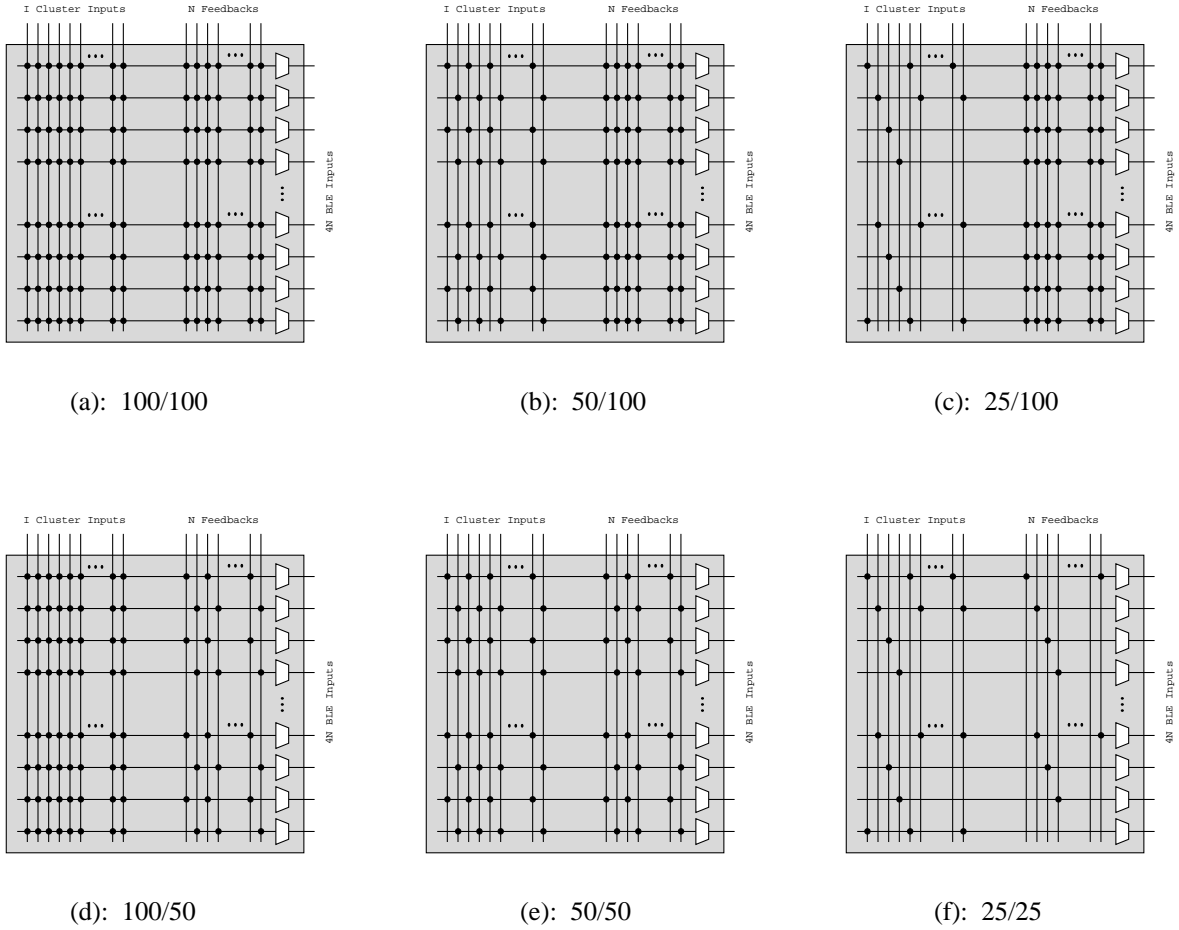 I Cluster Inputs N Feedbacks
4N BLE Inputs
(a): 100/100
I Cluster Inputs N Feedbacks
4N BLE Inputs
(b): 50/100
I Cluster Inputs N Feedbacks
4N BLE Inputs
(c): 25/100
I Cluster Inputs N Feedbacks
4N BLE Inputs
(d): 100/50
I Cluster Inputs N Feedbacks
4N BLE Inputs
(e): 50/50
I Cluster Inputs N Feedbacks
4N BLE Inputs
(f): 25/25